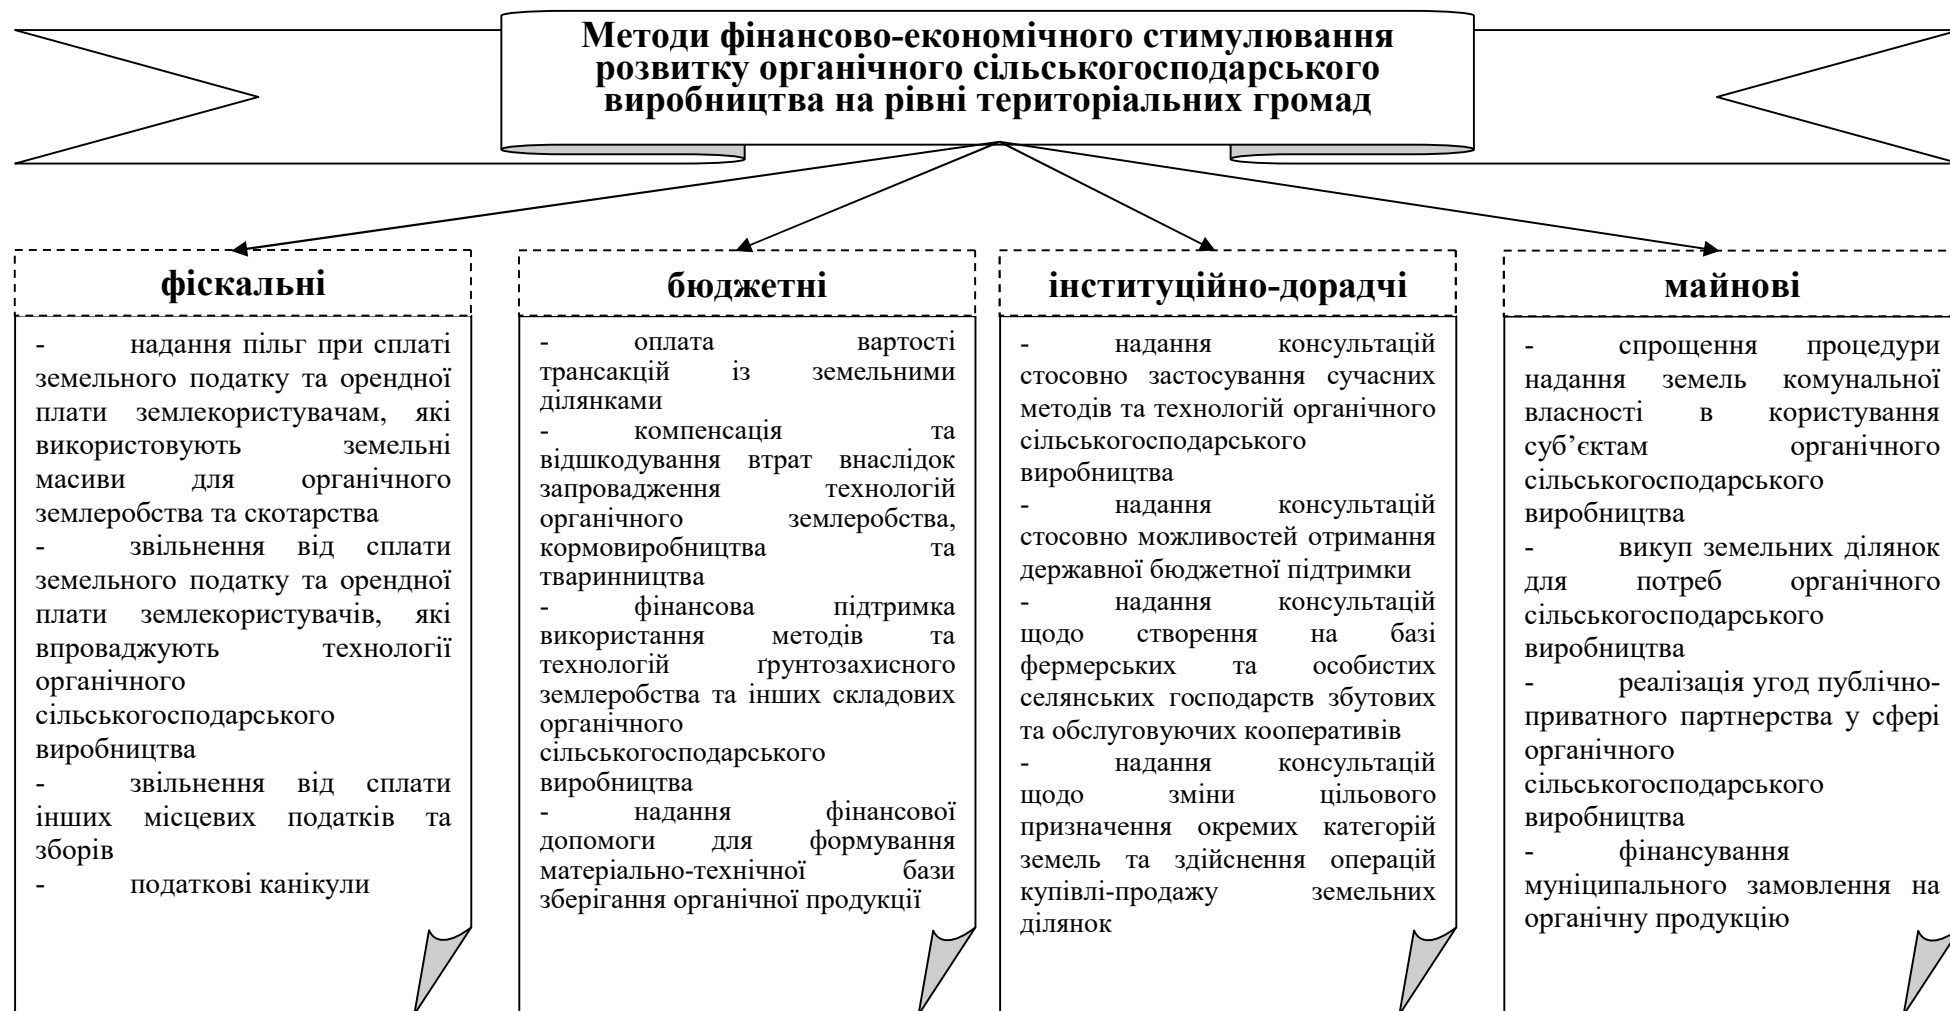 Методи фінансово-економічного стимулювання
розвитку органічного сільськогосподарського
виробництва на рівні територіальних громад
фіскальні
- надання пільг при сплаті
земельного податку та орендної
плати землекористувачам, які
використовують земельні
масиви для органічного
землеробства та скотарства
- звільнення від сплати
земельного податку та орендної
плати землекористувачів, які
впроваджують технології
органічного
сільськогосподарського
виробництва
- звільнення від сплати
інших місцевих податків та
зборів
- податкові канікули
бюджетні
- оплата вартості
трансакцій із земельними
ділянками
- компенсація та
відшкодування втрат внаслідок
запровадження технологій
органічного землеробства,
кормовиробництва та
тваринництва
- фінансова підтримка
використання методів та
технологій ґрунтозахисного
землеробства та інших складових
органічного
сільськогосподарського
виробництва
- надання фінансової
допомоги для формування
матеріально-технічної бази
зберігання органічної продукції
інституційно-дорадчі
- надання консультацій
стосовно застосування сучасних
методів та технологій органічного
сільськогосподарського
виробництва
- надання консультацій
стосовно можливостей отримання
державної бюджетної підтримки
- надання консультацій
щодо створення на базі
фермерських та особистих
селянських господарств збутових
та обслуговуючих кооперативів
- надання консультацій
щодо зміни цільового
призначення окремих категорій
земель та здійснення операцій
купівлі-продажу земельних
ділянок
майнові
- спрощення процедури
надання земель комунальної
власності в користування
суб’єктам органічного
сільськогосподарського
виробництва
- викуп земельних ділянок
для потреб органічного
сільськогосподарського
виробництва
- реалізація угод публічно-
приватного партнерства у сфері
органічного
сільськогосподарського
виробництва
- фінансування
муніципального замовлення на
органічну продукцію